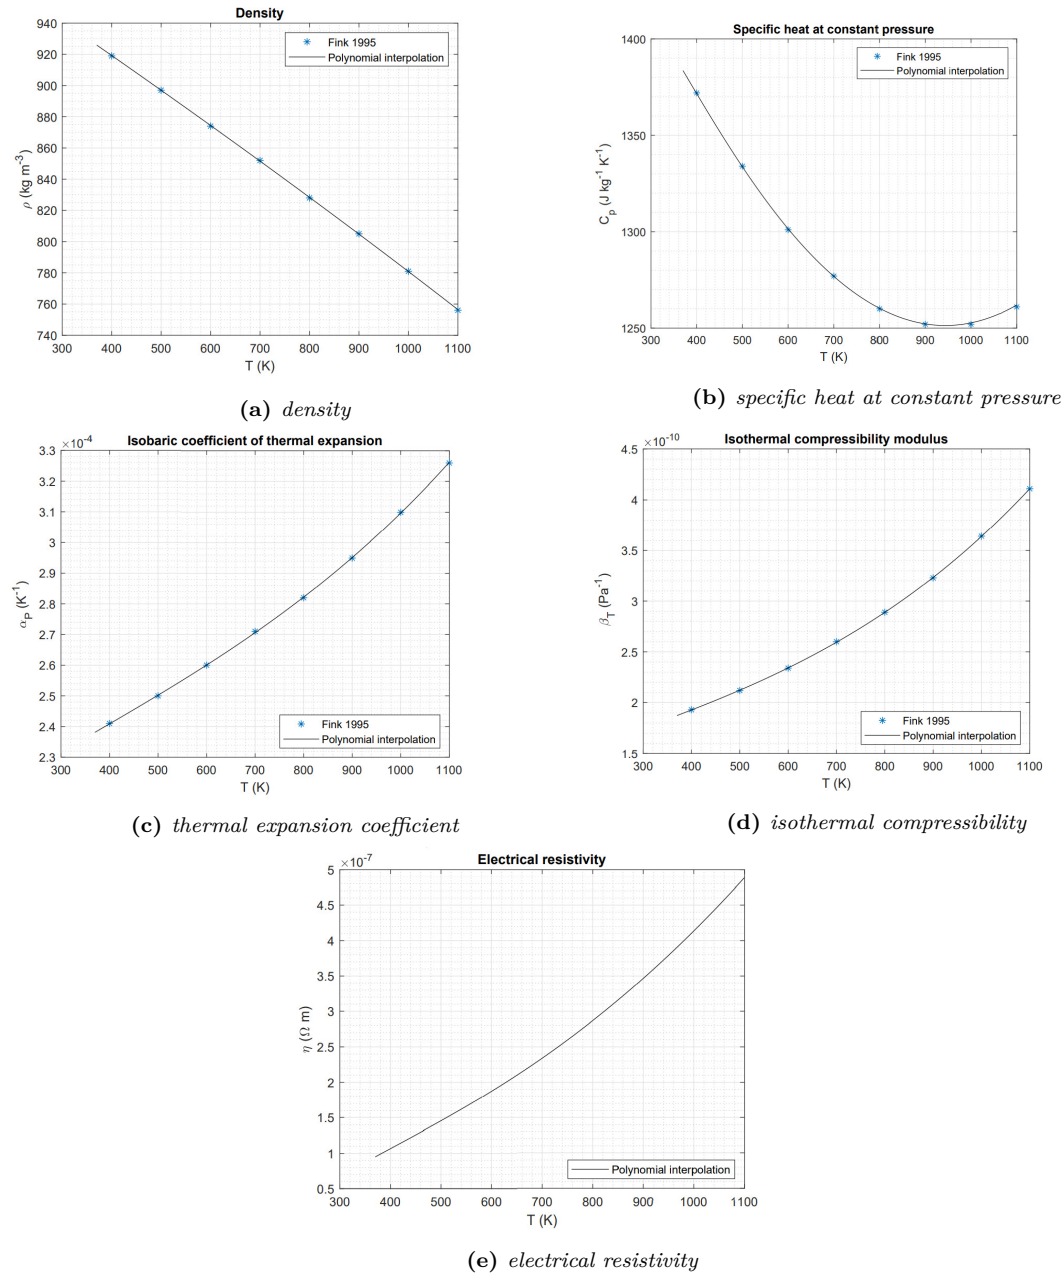 Density
940
920
900
880
860
840
820
800
780
760
740
ρ (kg m-3)
Fink 1995
Polynomial interpolation
300 400 500 600 700 800 900 1000 1100
T (K)
(a) density
Specific heat at constant pressure
1400
1350
1300
1250
Cp (J kg-1 K-1)
Fink 1995
Polynomial interpolation
300 400 500 600 700 800 900 1000 1100
T (K)
(b) specific heat at constant pressure
×10-4
Isobaric coefficient of thermal expansion
3.3
3.2
3.1
3
2.9
2.8
2.7
2.6
2.5
2.4
2.3
αP (K-1)
Fink 1995
Polynomial interpolation
300 400 500 600 700 800 900 1000 1100
T (K)
(c) thermal expansion coefficient
×10-10
Isothermal compressibility modulus
4.5
4
3.5
3
2.5
2
1.5
βT (Pa-1)
Fink 1995
Polynomial interpolation
300 400 500 600 700 800 900 1000 1100
T (K)
(d) isothermal compressibility
×10-7
Electrical resistivity
5
4.5
4
3.5
3
2.5
2
1.5
1
0.5
η (Ω m)
Polynomial interpolation
300 400 500 600 700 800 900 1000 1100
T (K)
(e) electrical resistivity